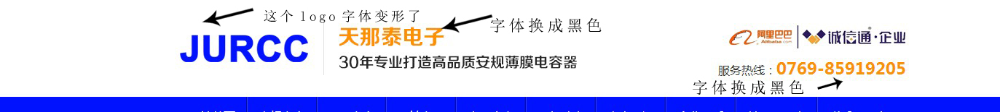 这个logo字体变形了
JURCC
天那泰电子
字体换成黑色
30年专业打造高品质安规薄膜电容器
阿里巴巴
Alibaba.com
诚信通·企业
服务热线：0769-85919205
字体换成黑色